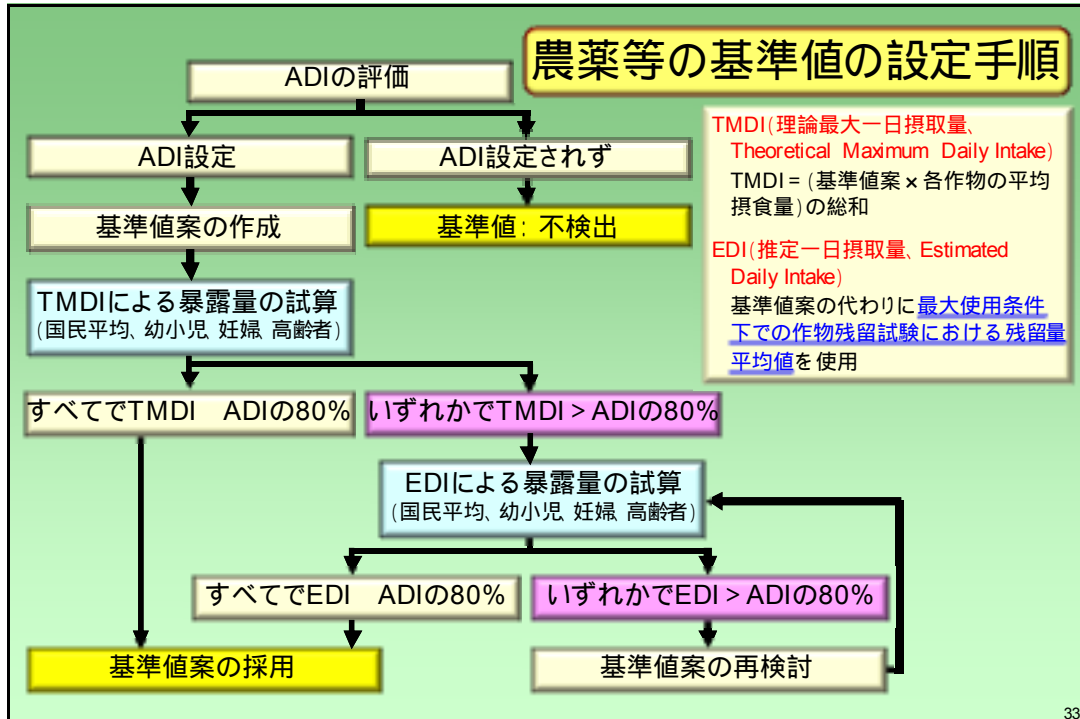 農薬等の基準値の設定手順
ADIの評価
ADI設定
ADI設定されず
基準値案の作成
基準値: 不検出
TMDIによる暴露量の試算
(国民平均、幼小児、妊婦、高齢者)
すべてでTMDI ADIの80%
いずれかでTMDI > ADIの80%
EDIによる暴露量の試算
(国民平均、幼小児、妊婦、高齢者)
すべてでEDI ADIの80%
いずれかでEDI > ADIの80%
基準値案の採用
基準値案の再検討
TMDI(理論最大一日摂取量、
Theoretical Maximum Daily Intake)
TMDI = (基準値案 × 各作物の平均
摂食量)の総和
EDI(推定一日摂取量、Estimated
Daily Intake)
基準値案の代わりに最大使用条件
下での作物残留試験における残留量
平均値を使用
33